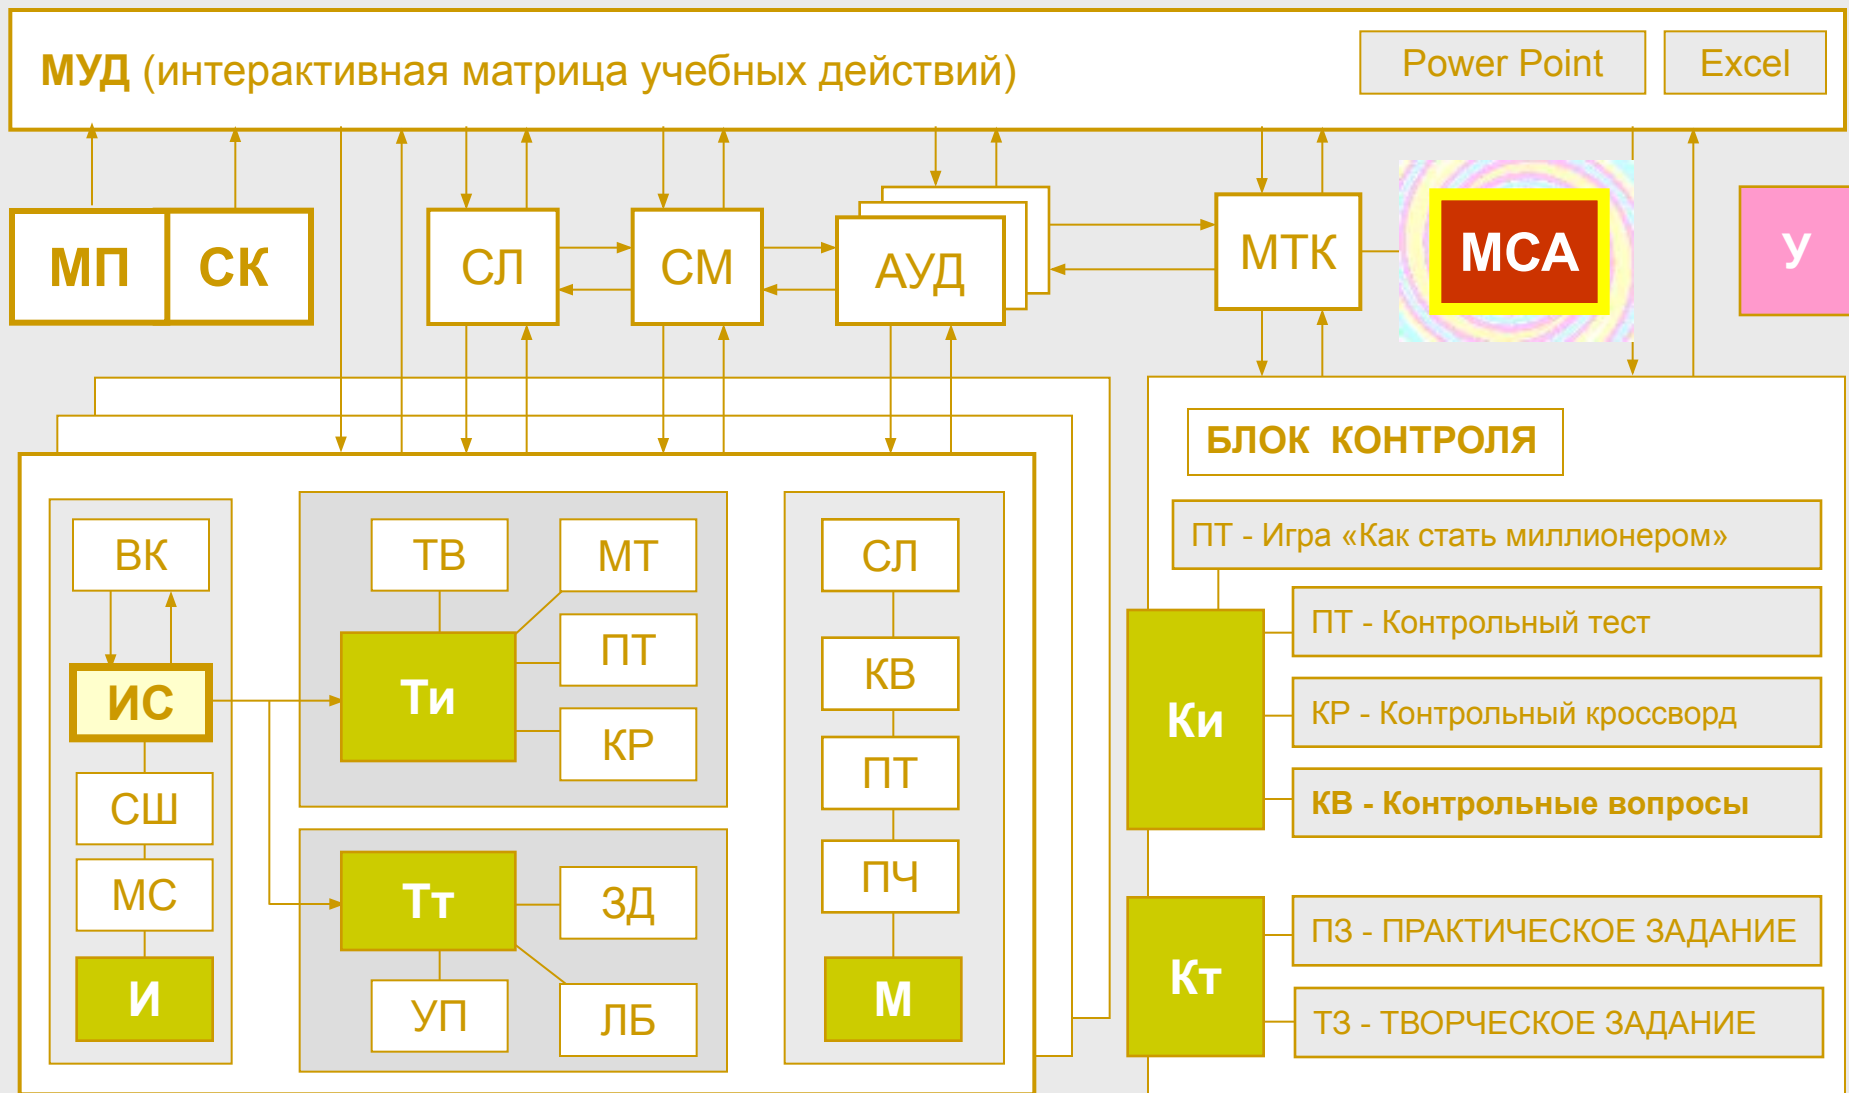 МУД (интерактивная матрица учебных действий)
Power Point
Excel
МП
СК
СЛ
СМ
АУД
МТК
МСА
У
БЛОК КОНТРОЛЯ
ВК
ИС
СШ
МС
И
ТВ
МТ
ПТ
КР
Ти
Тт
ЗД
УП
ЛБ
СЛ
КВ
ПТ
ПЧ
М
ПТ - Игра «Как стать миллионером»
Ки
ПТ - Контрольный тест
КР - Контрольный кроссворд
КВ - Контрольные вопросы
Кт
ПЗ - ПРАКТИЧЕСКОЕ ЗАДАНИЕ
ТЗ - ТВОРЧЕСКОЕ ЗАДАНИЕ